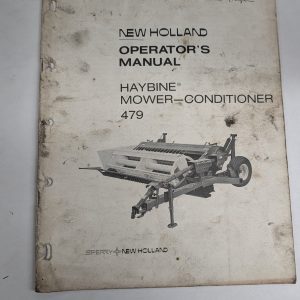 NEW HOLLAND
OPERATOR'S
MANUAL
HAYBINE®
MOWER—CONDITIONER
479
SPERRY NEW HOLLAND